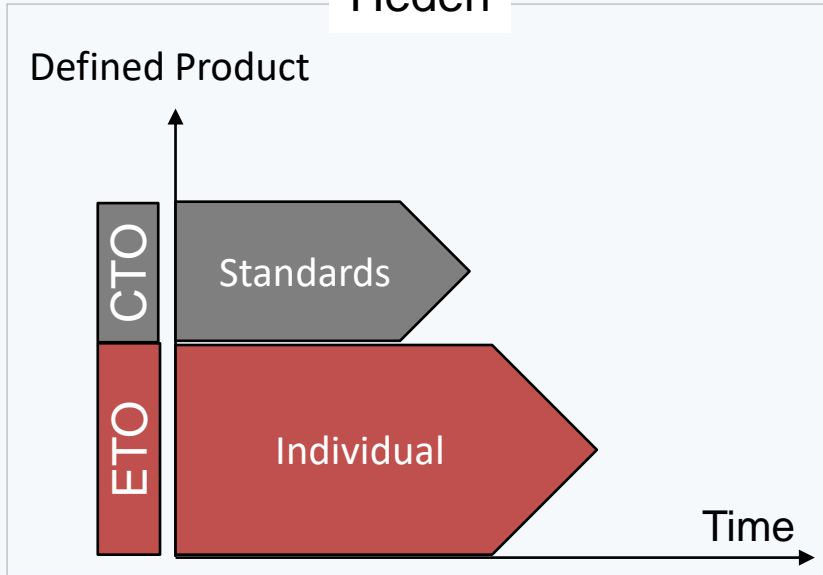 Defined Product
CTO
Standards
ETO
Individual
Time